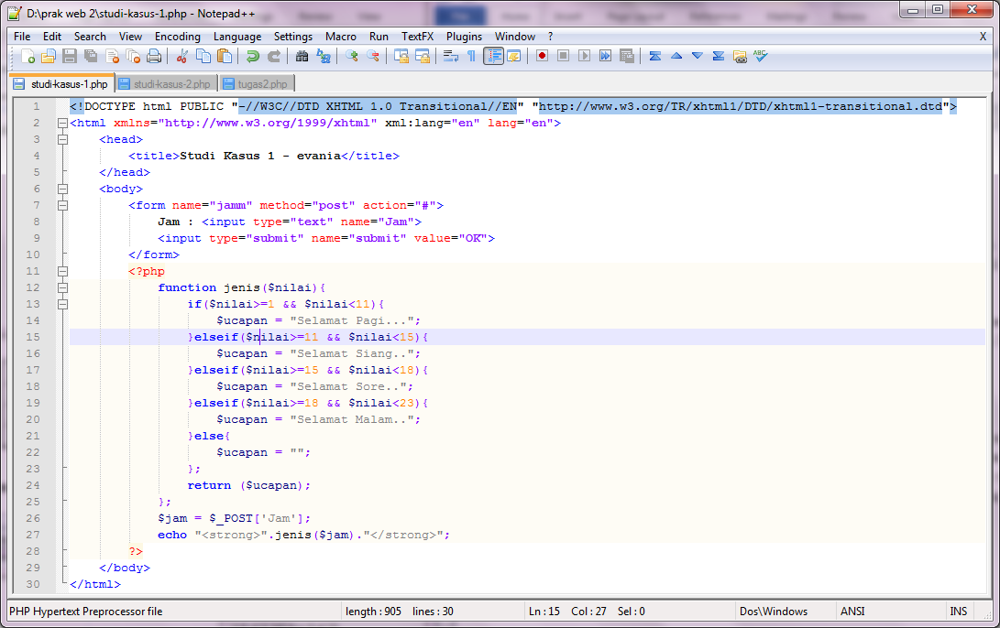 D:\prak web 2\studi-kasus-1.php - Notepad++
File Edit Search View Encoding Language Settings Macro Run TextFX Plugins Window ? X
studi-kasus-1.php studi-kasus-2.php tugas2.php
1 <!DOCTYPE html PUBLIC "-//W3C//DTD XHTML 1.0 Transitional//EN" "http://www.w3.org/TR/xhtml1/DTD/xhtml1-transitional.dtd">
2 <html xmlns="http://www.w3.org/1999/xhtml" xml:lang="en" lang="en">
3 <head>
4 <title>Studi Kasus 1 - evania</title>
5 </head>
6 <body>
7 <form name="jamm" method="post" action="#">
8 Jam : <input type="text" name="Jam">
9 <input type="submit" name="submit" value="OK">
10 </form>
11 <?php
12 function jenis($nilai){
13 if($nilai>=1 && $nilai<11){
14 $ucapan = "Selamat Pagi...";
15 }elseif($nilai>=11 && $nilai<15){
16 $ucapan = "Selamat Siang..";
17 }elseif($nilai>=15 && $nilai<18){
18 $ucapan = "Selamat Sore..";
19 }elseif($nilai>=18 && $nilai<23){
20 $ucapan = "Selamat Malam..";
21 }else{
22 $ucapan = "";
23 };
24 return ($ucapan);
25 };
26 $jam = $_POST['Jam'];
27 echo "<strong>".jenis($jam)."</strong>";
28 ?>
29 </body>
30 </html>
PHP Hypertext Preprocessor file length : 905 lines : 30 Ln : 15 Col : 27 Sel : 0 Dos\Windows ANSI INS